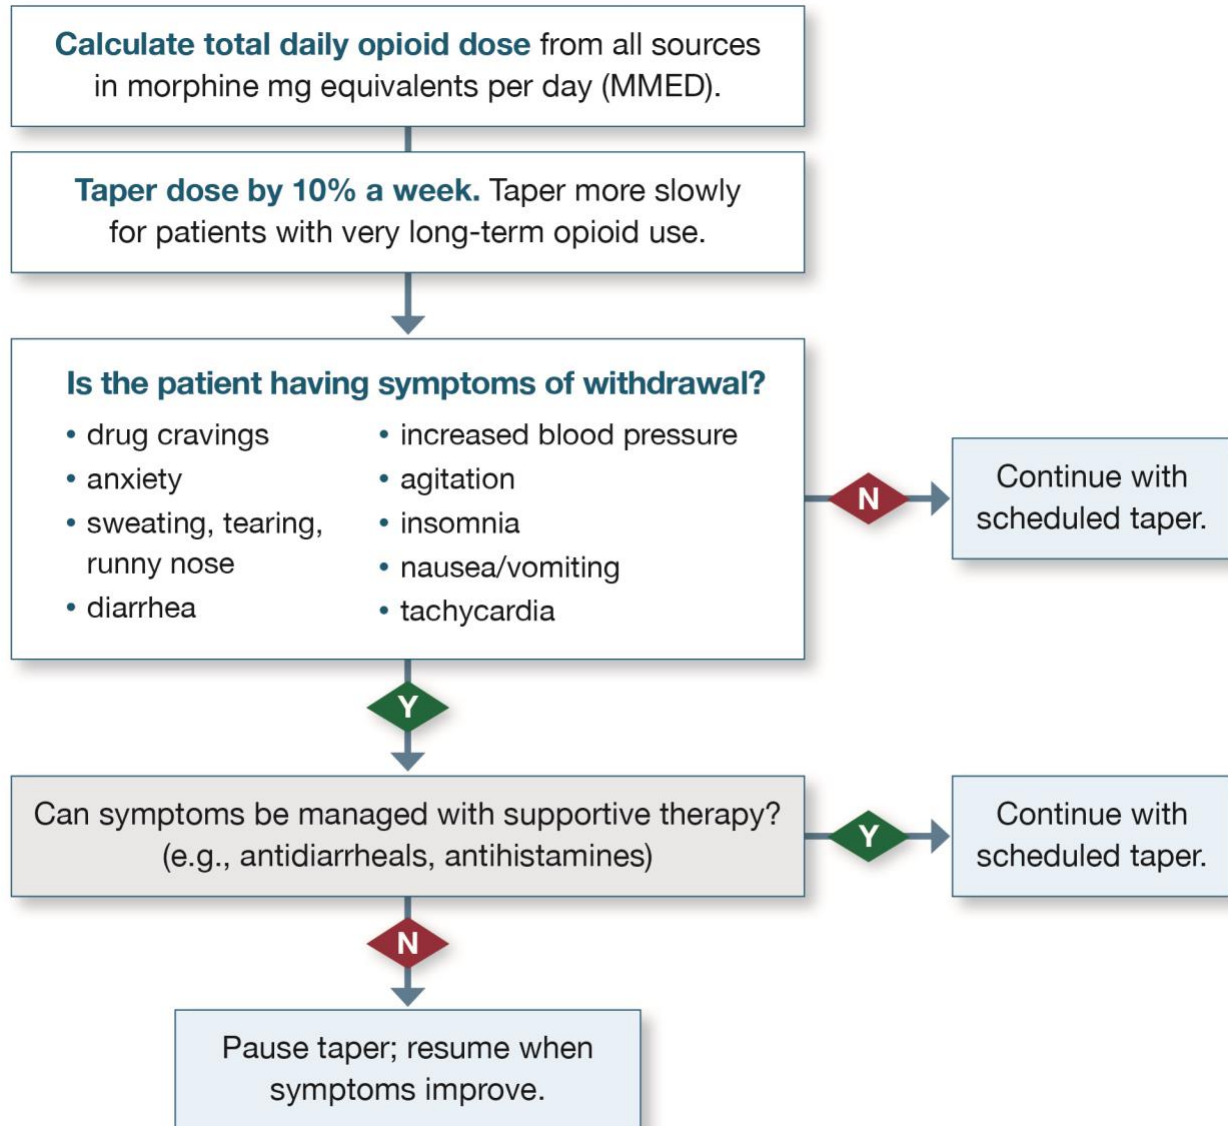 Calculate total daily opioid dose from all sources
in morphine mg equivalents per day (MMED).
Taper dose by 10% a week. Taper more slowly
for patients with very long-term opioid use.
Is the patient having symptoms of withdrawal?
• drug cravings
• anxiety
• sweating, tearing,
runny nose
• diarrhea
• increased blood pressure
• agitation
• insomnia
• nausea/vomiting
• tachycardia
N
Continue with
scheduled taper.
Y
Can symptoms be managed with supportive therapy?
(e.g., antidiarrheals, antihistamines)
Y
Continue with
scheduled taper.
N
Pause taper; resume when
symptoms improve.